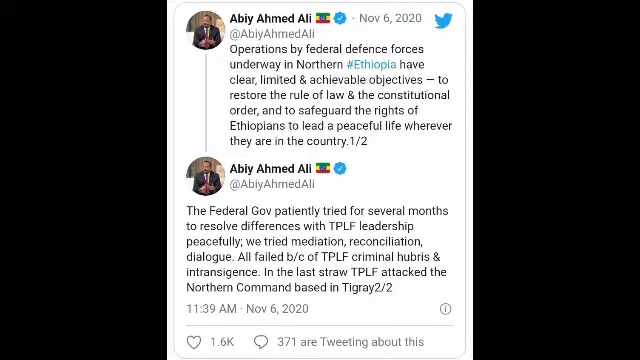 Abiy Ahmed Ali · Nov 6, 2020
@AbiyAhmedAli
Operations by federal defence forces
underway in Northern #Ethiopia have
clear, limited & achievable objectives — to
restore the rule of law & the constitutional
order, and to safeguard the rights of
Ethiopians to lead a peaceful life wherever
they are in the country.1/2
Abiy Ahmed Ali
@AbiyAhmedAli
The Federal Gov patiently tried for several months
to resolve differences with TPLF leadership
peacefully; we tried mediation, reconciliation,
dialogue. All failed b/c of TPLF criminal hubris &
intransigence. In the last straw TPLF attacked the
Northern Command based in Tigray2/2
11:39 AM · Nov 6, 2020
1.6K 371 are Tweeting about this